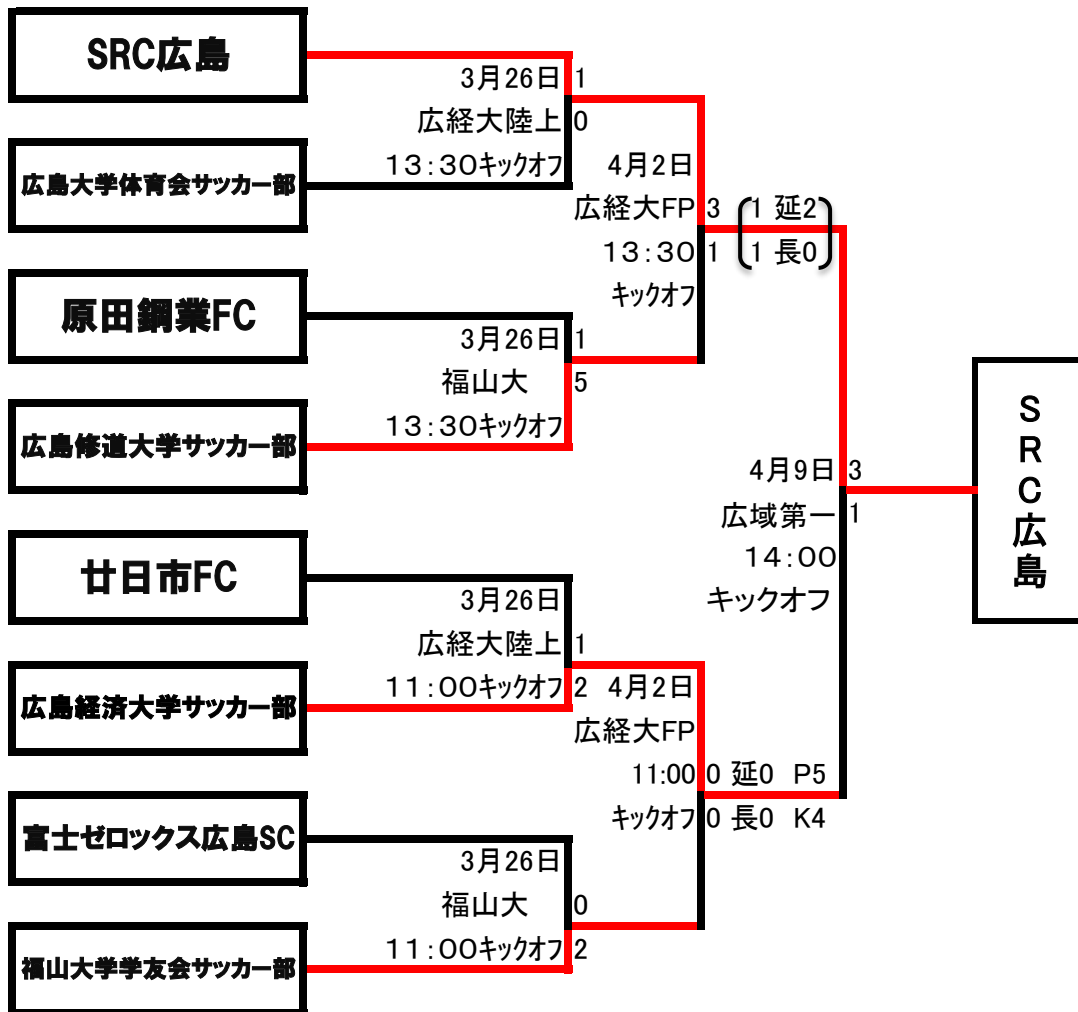 SRC広島
3月26日 1
広経大陸上 0
13:30キックオフ
広島大学体育会サッカー部
4月2日
広経大FP 3 1 延2
13:30 1 1 長0
キックオフ
原田鋼業FC
3月26日 1
福山大 5
13:30キックオフ
広島修道大学サッカー部
4月9日 3
広域第一 1
14:00
キックオフ
SRC広島
廿日市FC
3月26日
広経大陸上 1
11:00キックオフ 2
広島経済大学サッカー部
4月2日
広経大FP
11:00 0 延0 P5
キックオフ 0 長0 K4
富士ゼロックス広島SC
3月26日
福山大 0
11:00キックオフ 2
福山大学学友会サッカー部